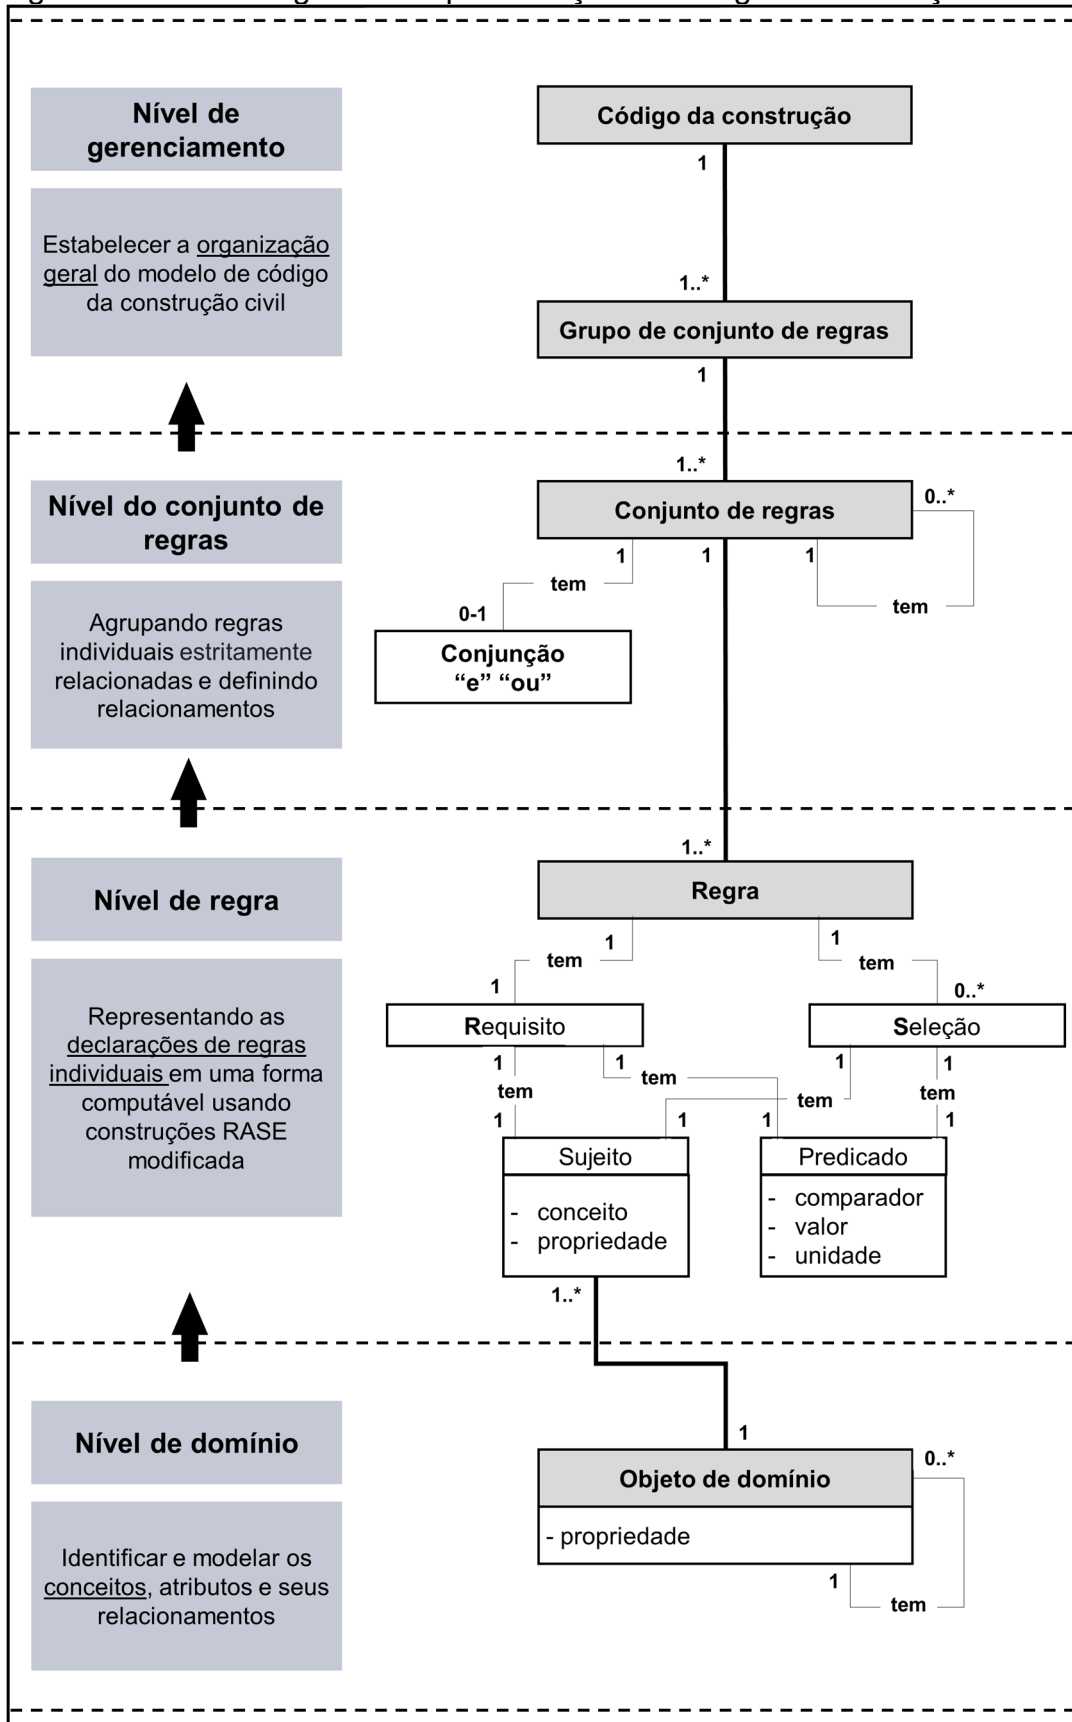 Nível de
gerenciamento
Código da construção
1
Estabelecer a organização
geral do modelo de código
da construção civil
1..*
Grupo de conjunto de regras
1
1..*
Nível do conjunto de
regras
Conjunto de regras
0..*
1
1
1
tem
tem
0-1
Conjunção
“e” “ou”
Agrupando regras
individuais estritamente
relacionadas e definindo
relacionamentos
1..*
Nível de regra
Regra
1
1
tem
tem
1
0..*
Requisito
Seleção
Representando as
declarações de regras
individuais em uma forma
computável usando
construções RASE
modificada
1
1
1
1
tem
tem
tem
tem
1
1
1
1
Sujeito
- conceito
- propriedade
Predicado
- comparador
- valor
- unidade
1..*
Nível de domínio
1
Objeto de domínio
0..*
- propriedade
1
tem
Identificar e modelar os
conceitos, atributos e seus
relacionamentos